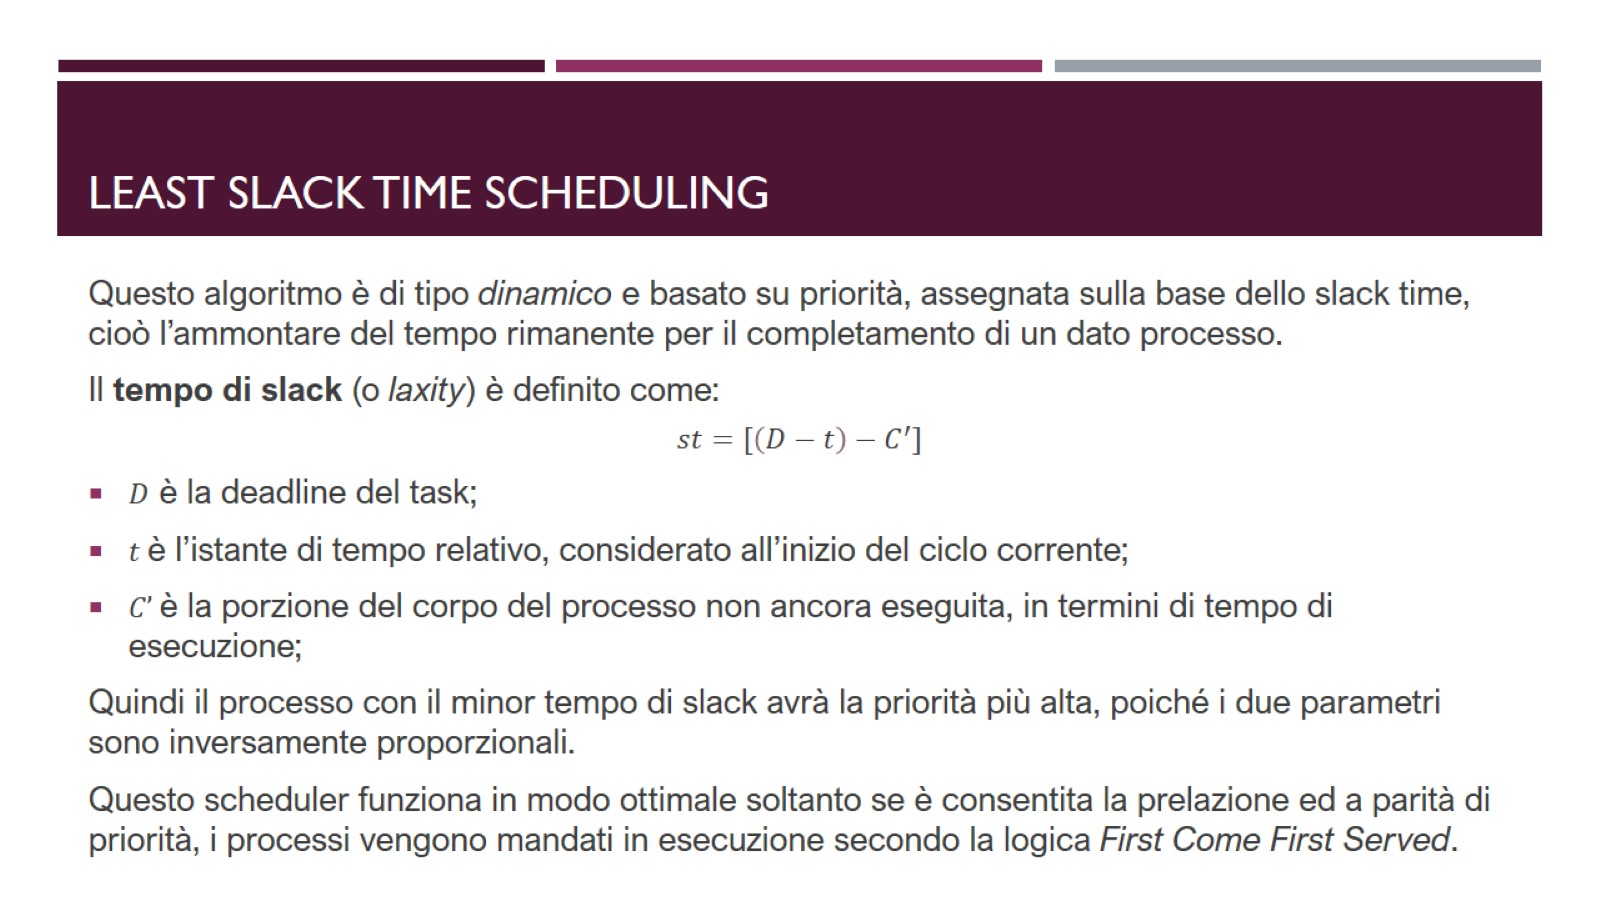 LEAST SLACK TIME SCHEDULING
Questo algoritmo è di tipo dinamico e basato su priorità, assegnata sulla base dello slack time,
cioò l’ammontare del tempo rimanente per il completamento di un dato processo.
Il tempo di slack (o laxity) è definito come:
st = [(D − t) − C′]
▪ D è la deadline del task;
▪ t è l’istante di tempo relativo, considerato all’inizio del ciclo corrente;
▪ C’ è la porzione del corpo del processo non ancora eseguita, in termini di tempo di
esecuzione;
Quindi il processo con il minor tempo di slack avrà la priorità più alta, poiché i due parametri
sono inversamente proporzionali.
Questo scheduler funziona in modo ottimale soltanto se è consentita la prelazione ed a parità di
priorità, i processi vengono mandati in esecuzione secondo la logica First Come First Served.